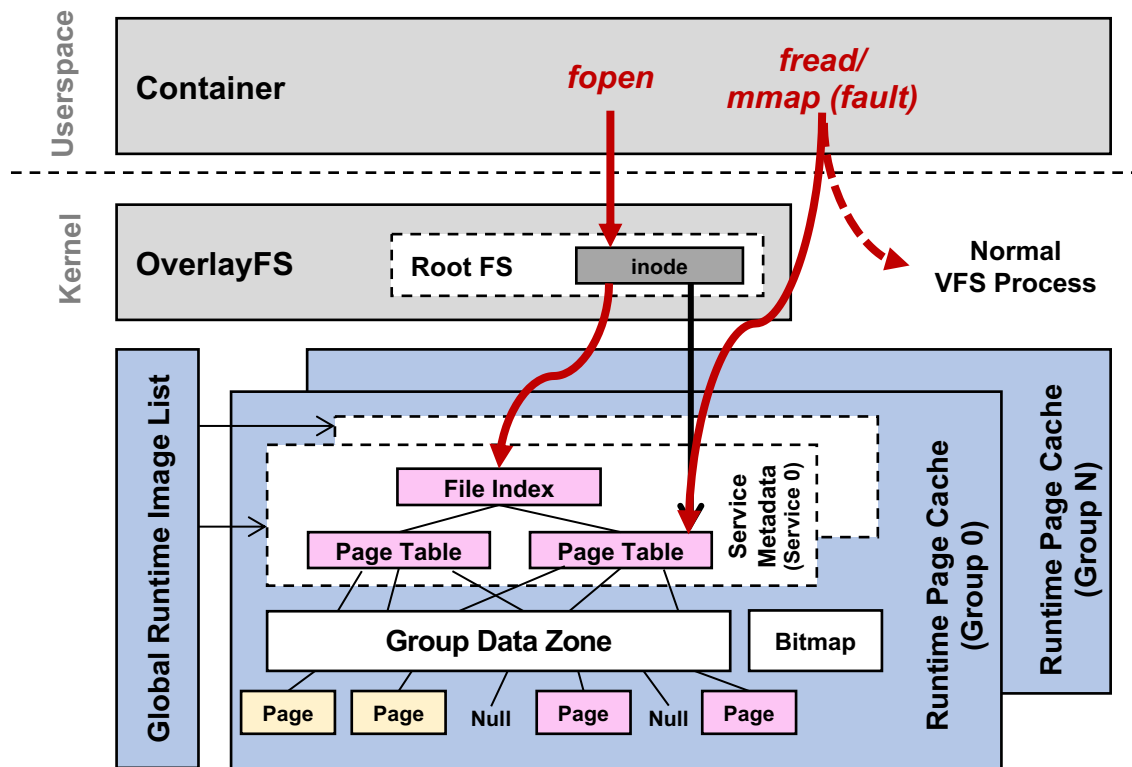 Userspace
Container
fopen
fread/
mmap (fault)
Kernel
OverlayFS
Root FS
inode
Normal
VFS Process
Global Runtime Image List
File Index
Page Table
Page Table
Service
Metadata
(Service 0)
Group Data Zone
Bitmap
Page
Page
Null
Page
Null
Page
Runtime Page Cache
(Group 0)
Runtime Page Cache
(Group N)